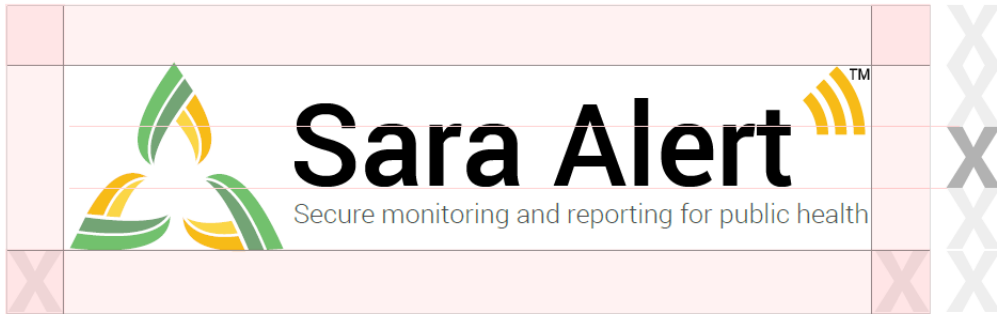 Sara Alert™
Secure monitoring and reporting for public health
X
X
X
X
X
X
X